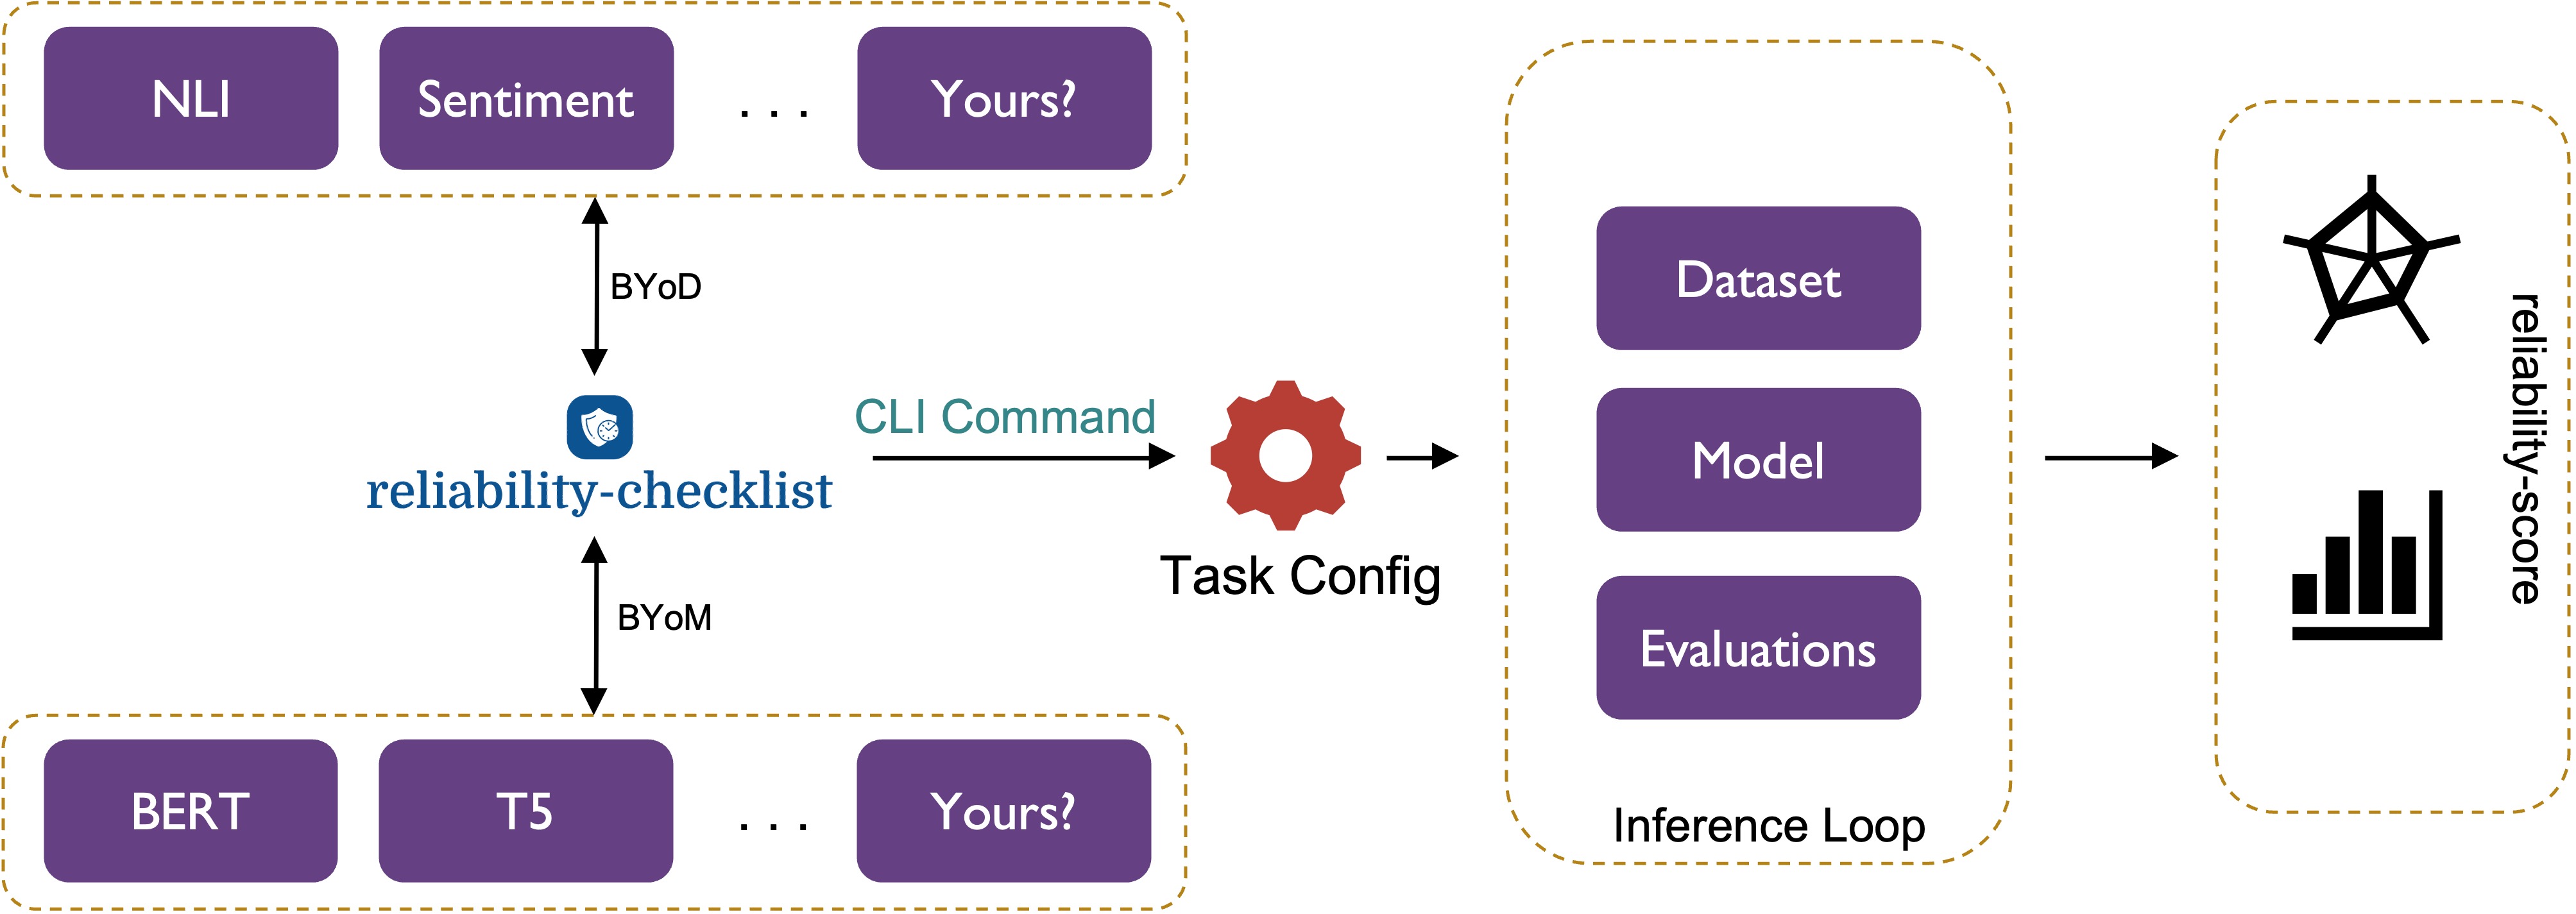 NLI
Sentiment
. . .
Yours?
BYoD
reliability-checklist
CLI Command
Task Config
BYoM
BERT
T5
. . .
Yours?
Dataset
Model
Evaluations
Inference Loop
reliability-score